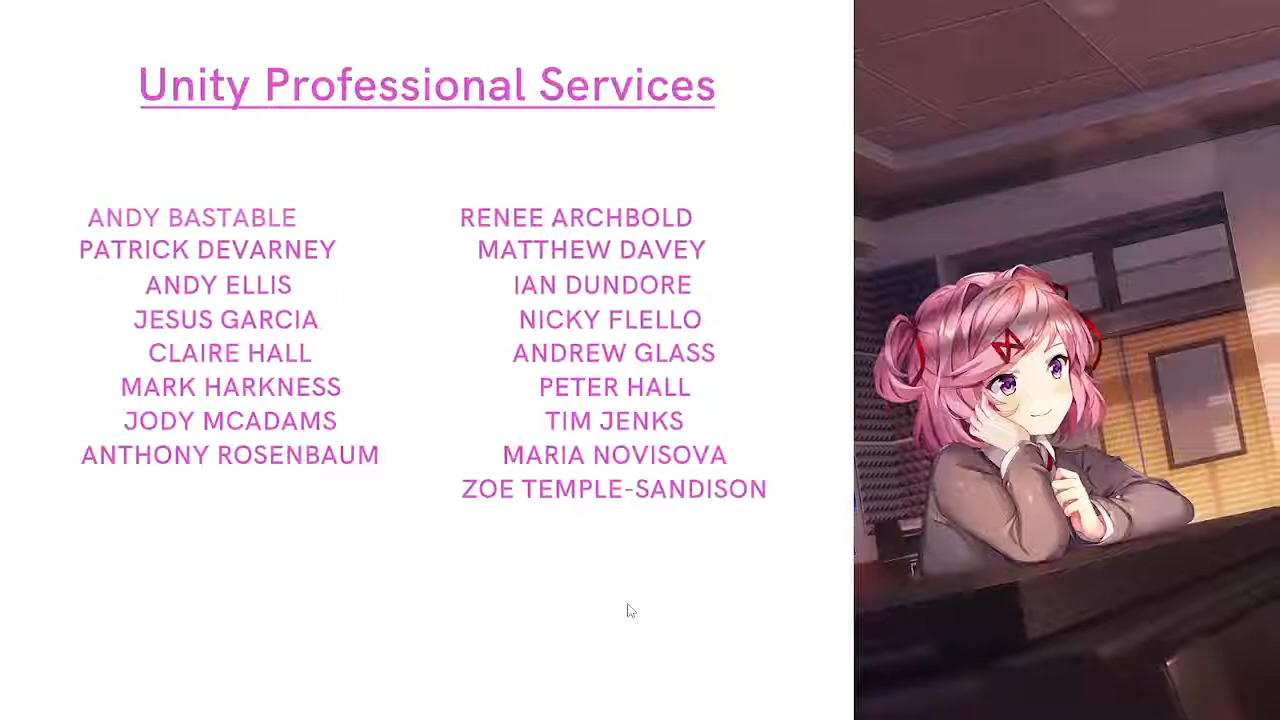 Unity Professional Services
ANDY BASTABLE
PATRICK DEVARNEY
ANDY ELLIS
JESUS GARCIA
CLAIRE HALL
MARK HARKNESS
JODY MCADAMS
ANTHONY ROSENBAUM
RENEE ARCHBOLD
MATTHEW DAVEY
IAN DUNDORE
NICKY FLELLO
ANDREW GLASS
PETER HALL
TIM JENKS
MARIA NOVISOVA
ZOE TEMPLE-SANDISON